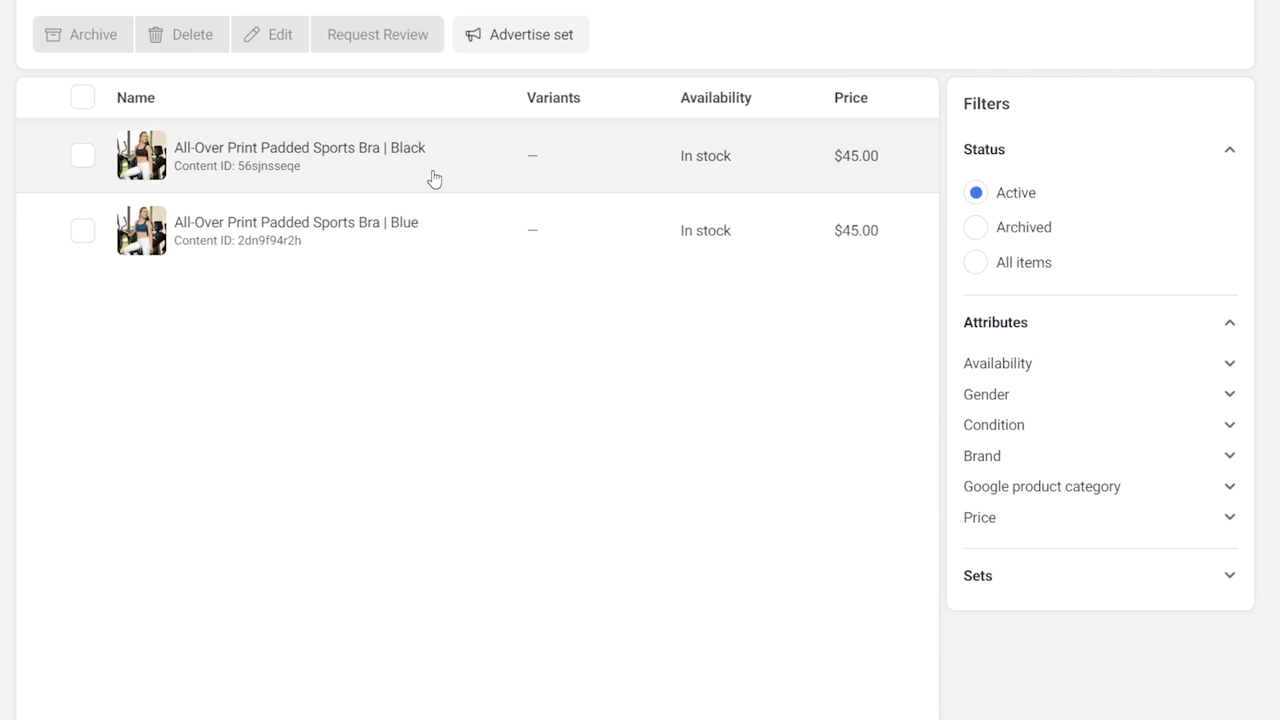 Archive Delete Edit Request Review Advertise set
Name Variants Availability Price
All-Over Print Padded Sports Bra | Black
Content ID: 56sjnsseqe
— In stock $45.00
All-Over Print Padded Sports Bra | Blue
Content ID: 2dn9f94r2h
— In stock $45.00
Filters
Status
Active
Archived
All items
Attributes
Availability
Gender
Condition
Brand
Google product category
Price
Sets